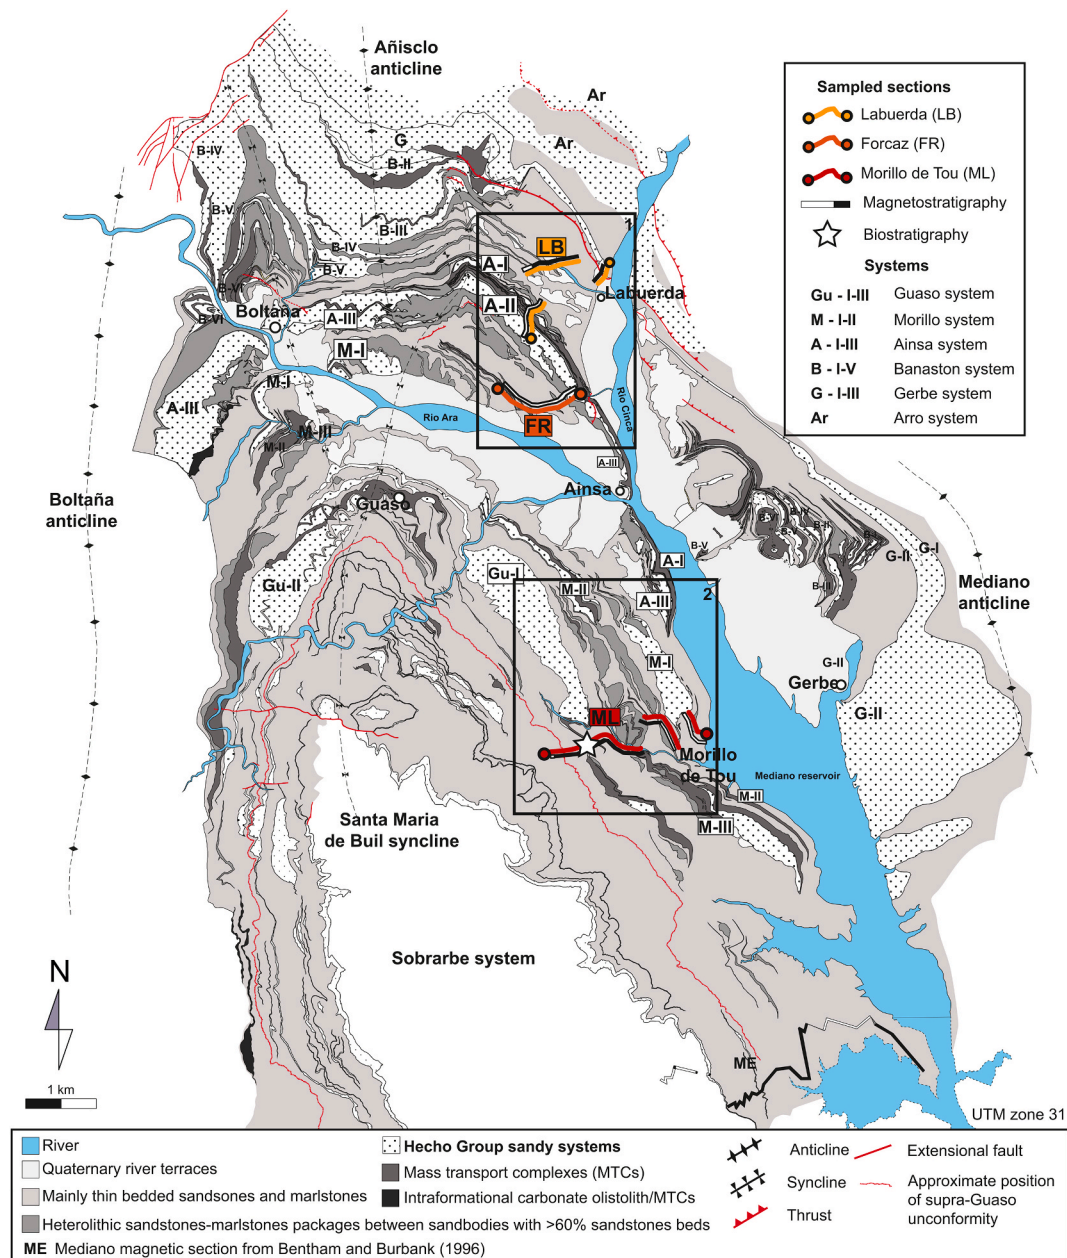 Añisclo
anticline
Ar
Ar
G
B-II
B-IV
B-V
B-III
B-IV
B-V
B-VI
B-VI
Boltaña
A-III
M-I
M-I
A-III
M-III
M-II
A-I
A-II
LB
1
Labuerda
FR
Rio Ara
Rio Cinca
A-III
Ainsa
Guaso
Boltaña
anticline
Gu-II
Gu-I
M-II
A-I
A-III
2
M-I
B-V
B-VI
B-V
B-IV
B-II
B-I
B-III
G-II
G-I
Mediano
anticline
G-II
Gerbe
G-II
ML
Morillo
de Tou
Mediano reservoir
M-II
M-III
Santa Maria
de Buil syncline
Sobrarbe system
ME
N
1 km
UTM zone 31
Sampled sections
Labuerda (LB)
Forcaz (FR)
Morillo de Tou (ML)
Magnetostratigraphy
Biostratigraphy
Systems
Gu - I-III Guaso system
M - I-II Morillo system
A - I-III Ainsa system
B - I-V Banaston system
G - I-III Gerbe system
Ar Arro system
River
Quaternary river terraces
Mainly thin bedded sandsones and marlstones
Heterolithic sandstones-marlstones packages between sandbodies with >60% sandstones beds
ME Mediano magnetic section from Bentham and Burbank (1996)
Hecho Group sandy systems
Mass transport complexes (MTCs)
Intraformational carbonate olistolith/MTCs
Anticline
Syncline
Thrust
Extensional fault
Approximate position
of supra-Guaso
unconformity